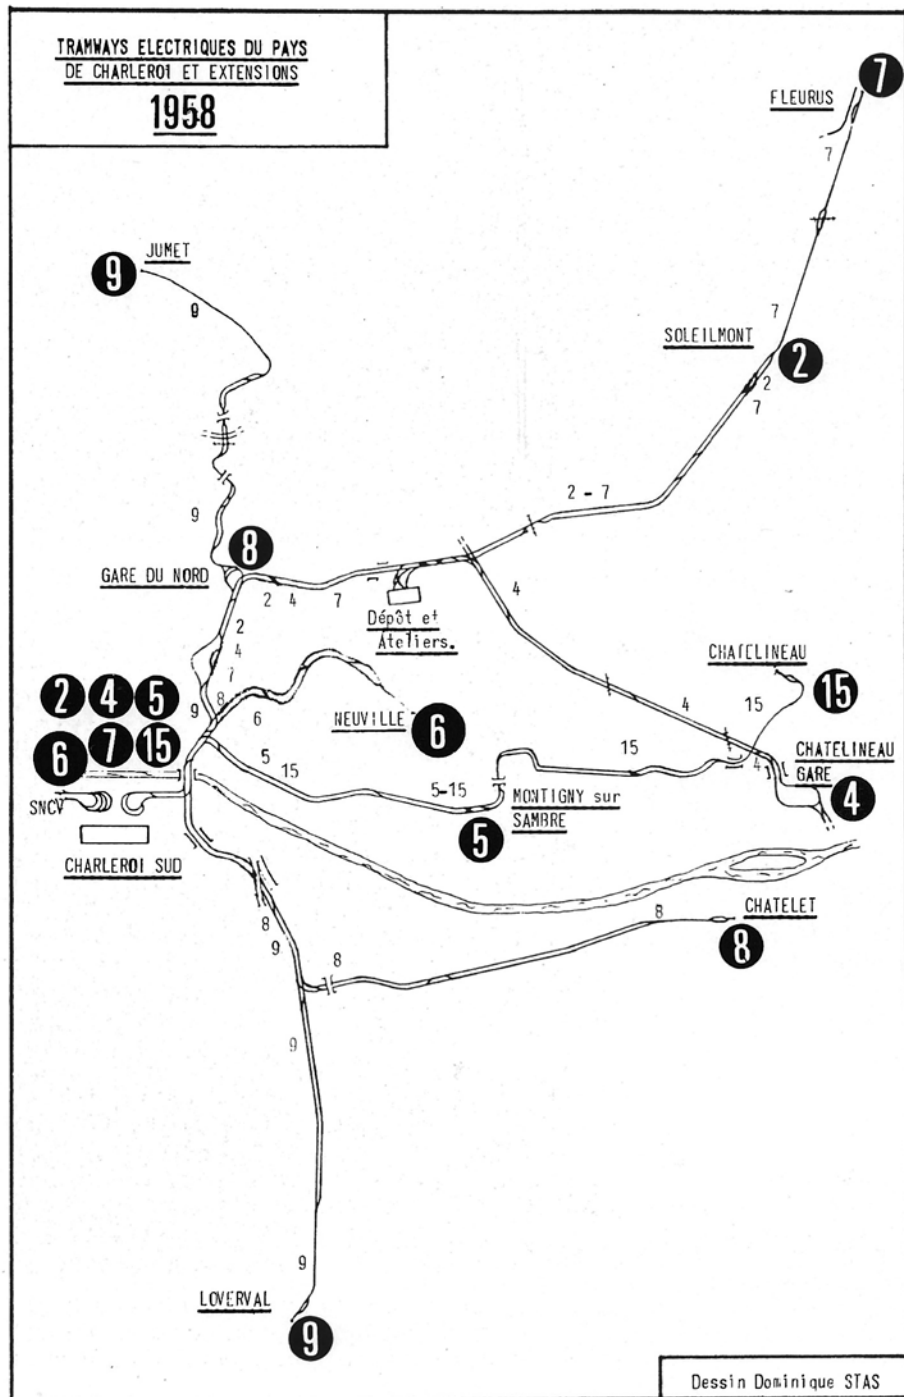 TRAMWAYS ELECTRIQUES DU PAYS
DE CHARLEROI ET EXTENSIONS
1958
7
FLEURUS
7
JUMET
9
9
7
SOLEILMONT
2
2
7
2 - 7
9
8
GARE DU NORD
2 4 7
4
Dépôt et
Ateliers.
2
4
7
8
9
6
CHATELINEAU
15
15
2 4 5
6 7 15
NEUVILLE
6
4
15
5
15
5-15
4
CHATELINEAU
GARE
4
SNCV
MONTIGNY sur
SAMBRE
5
CHARLEROI SUD
8
9
8
8
CHATELET
8
9
9
LOVERVAL
9
Dessin Dominique STAS